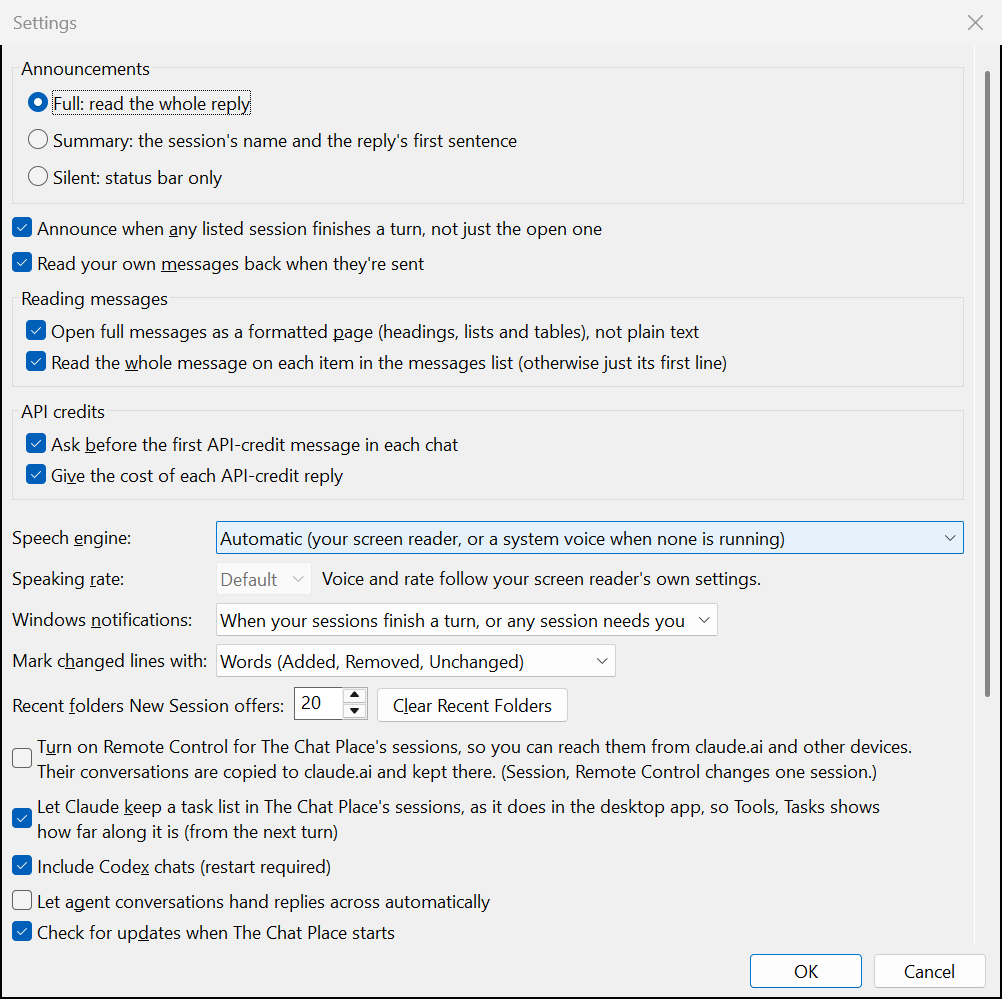 Settings
Announcements
Full: read the whole reply
Summary: the session's name and the reply's first sentence
Silent: status bar only
Announce when any listed session finishes a turn, not just the open one
Read your own messages back when they're sent
Reading messages
Open full messages as a formatted page (headings, lists and tables), not plain text
Read the whole message on each item in the messages list (otherwise just its first line)
API credits
Ask before the first API-credit message in each chat
Give the cost of each API-credit reply
Speech engine: Automatic (your screen reader, or a system voice when none is running)
Speaking rate: Default Voice and rate follow your screen reader's own settings.
Windows notifications: When your sessions finish a turn, or any session needs you
Mark changed lines with: Words (Added, Removed, Unchanged)
Recent folders New Session offers: 20 Clear Recent Folders
Turn on Remote Control for The Chat Place's sessions, so you can reach them from claude.ai and other devices.
Their conversations are copied to claude.ai and kept there. (Session, Remote Control changes one session.)
Let Claude keep a task list in The Chat Place's sessions, as it does in the desktop app, so Tools, Tasks shows
how far along it is (from the next turn)
Include Codex chats (restart required)
Let agent conversations hand replies across automatically
Check for updates when The Chat Place starts
OK Cancel